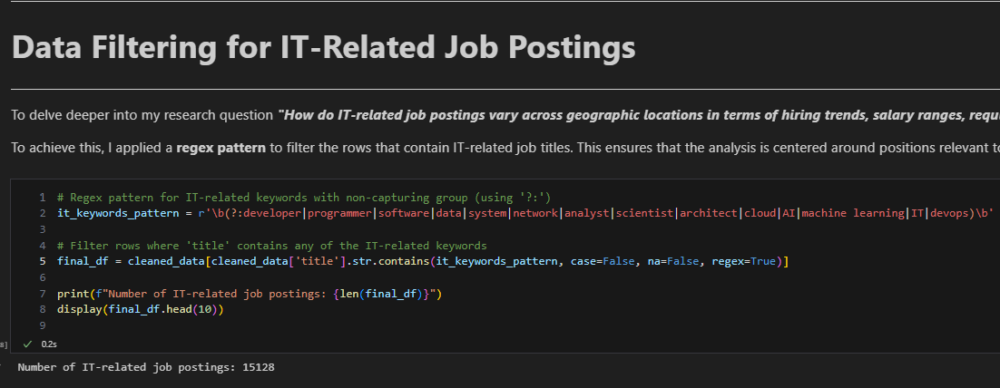 Data Filtering for IT-Related Job Postings
To delve deeper into my research question "How do IT-related job postings vary across geographic locations in terms of hiring trends, salary ranges, requ
To achieve this, I applied a regex pattern to filter the rows that contain IT-related job titles. This ensures that the analysis is centered around positions relevant to
1 # Regex pattern for IT-related keywords with non-capturing group (using '?:')
2 it_keywords_pattern = r'\b(?:developer|programmer|software|data|system|network|analyst|scientist|architect|cloud|AI|machine learning|IT|devops)\b'
3
4 # Filter rows where 'title' contains any of the IT-related keywords
5 final_df = cleaned_data[cleaned_data['title'].str.contains(it_keywords_pattern, case=False, na=False, regex=True)]
6
7 print(f"Number of IT-related job postings: {len(final_df)}")
8 display(final_df.head(10))
9
8] 0.2s
Number of IT-related job postings: 15128